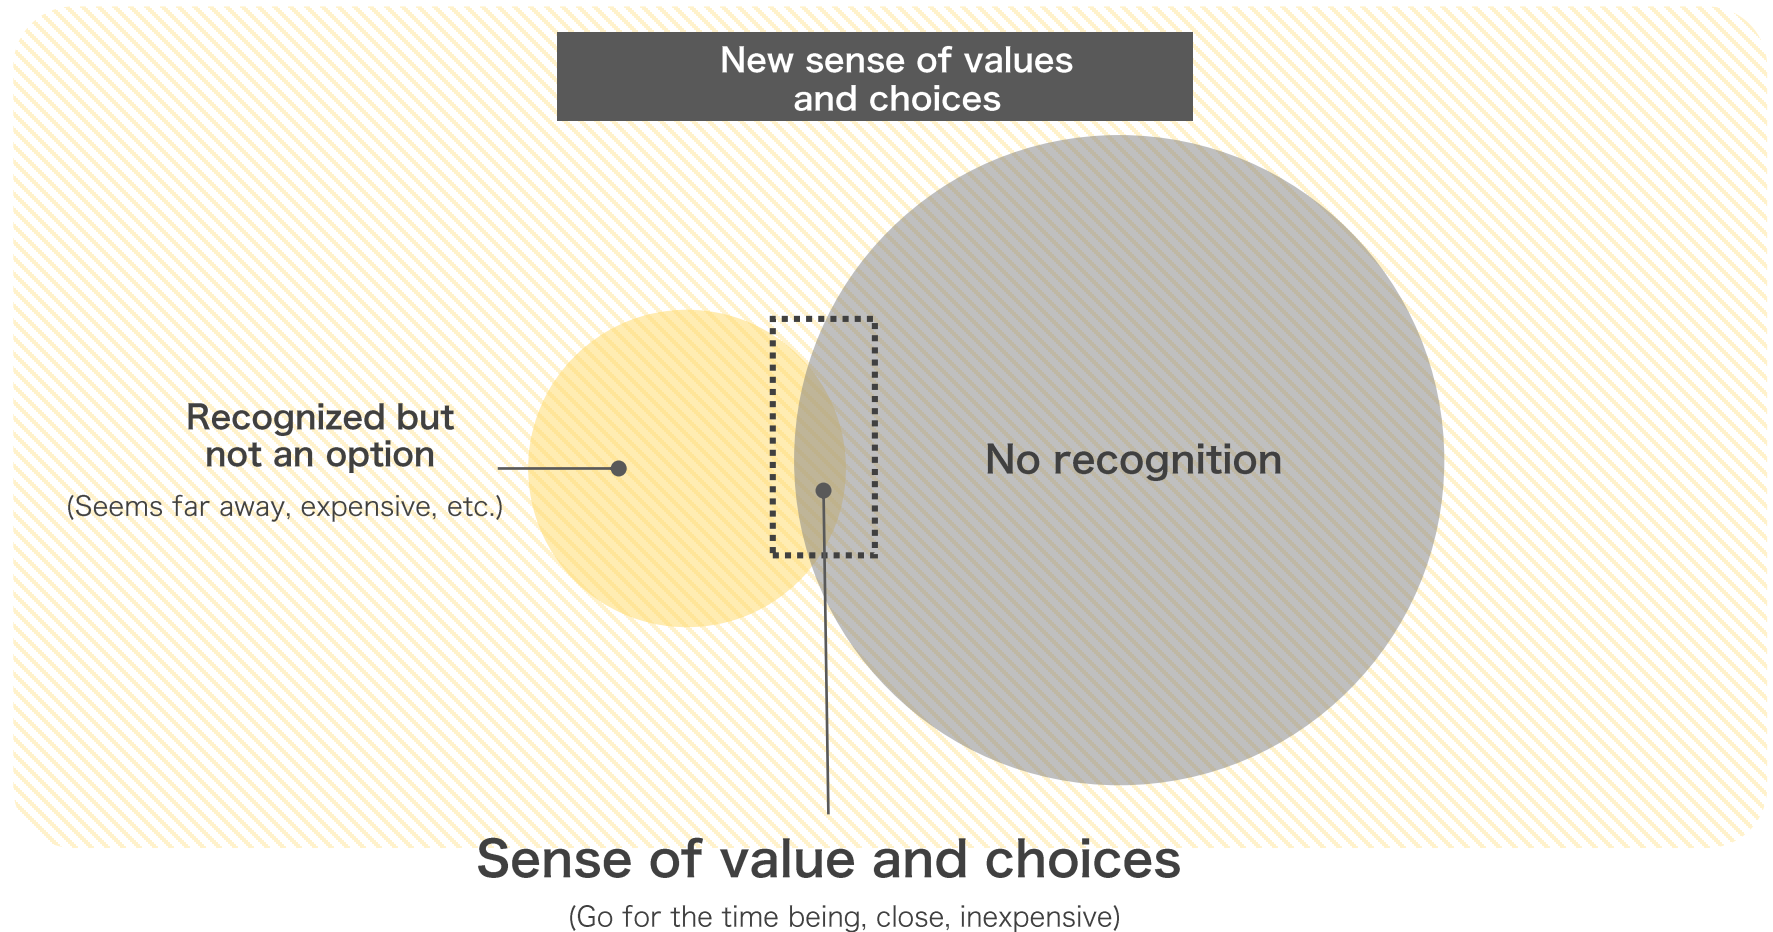 New sense of values
and choices
Recognized but
not an option
(Seems far away, expensive, etc.)
No recognition
Sense of value and choices
(Go for the time being, close, inexpensive)